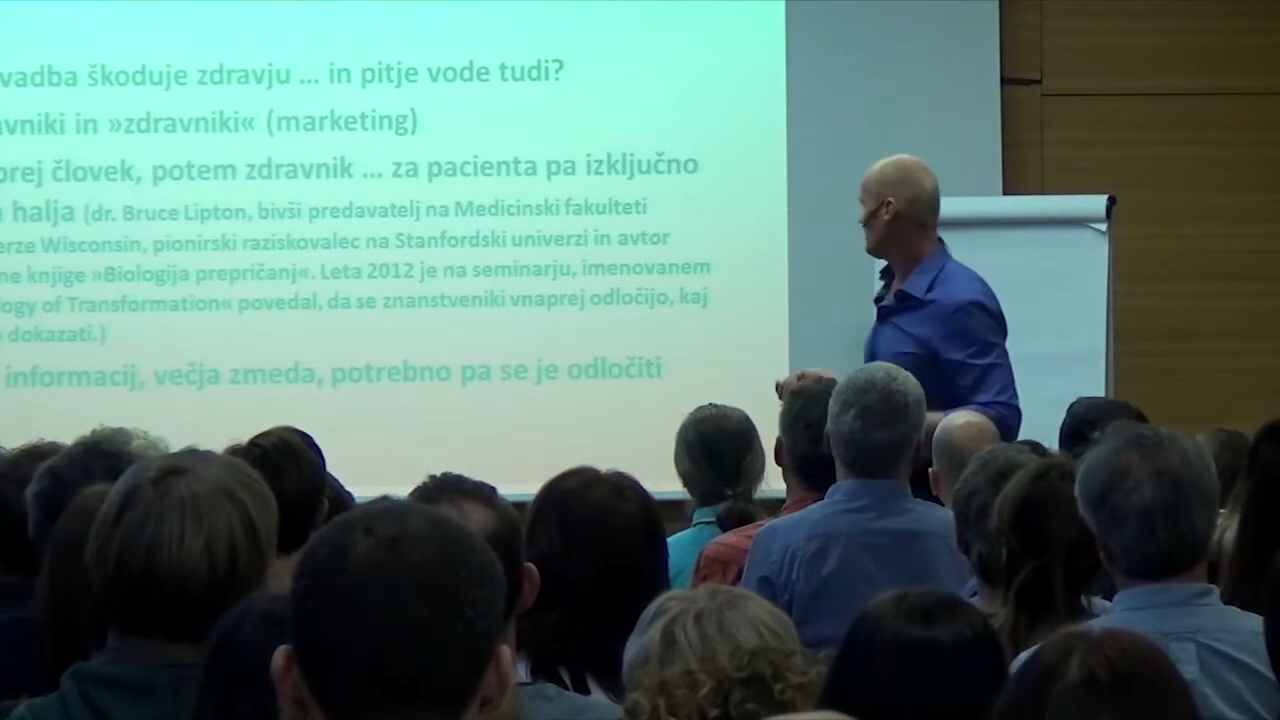 vadba škoduje zdravju ... in pitje vode tudi?
avniki in »zdravniki« (marketing)
prej človek, potem zdravnik ... za pacienta pa izključno
halja (dr. Bruce Lipton, bivši predavatelj na Medicinski fakulteti
erze Wisconsin, pionirski raziskovalec na Stanfordski univerzi in avtor
ne knjige »Biologija prepričanj«. Leta 2012 je na seminarju, imenovanem
ogy of Transformation« povedal, da se znanstveniki vnaprej odločijo, kaj
dokazati.)
informacij, večja zmeda, potrebno pa se je odločiti